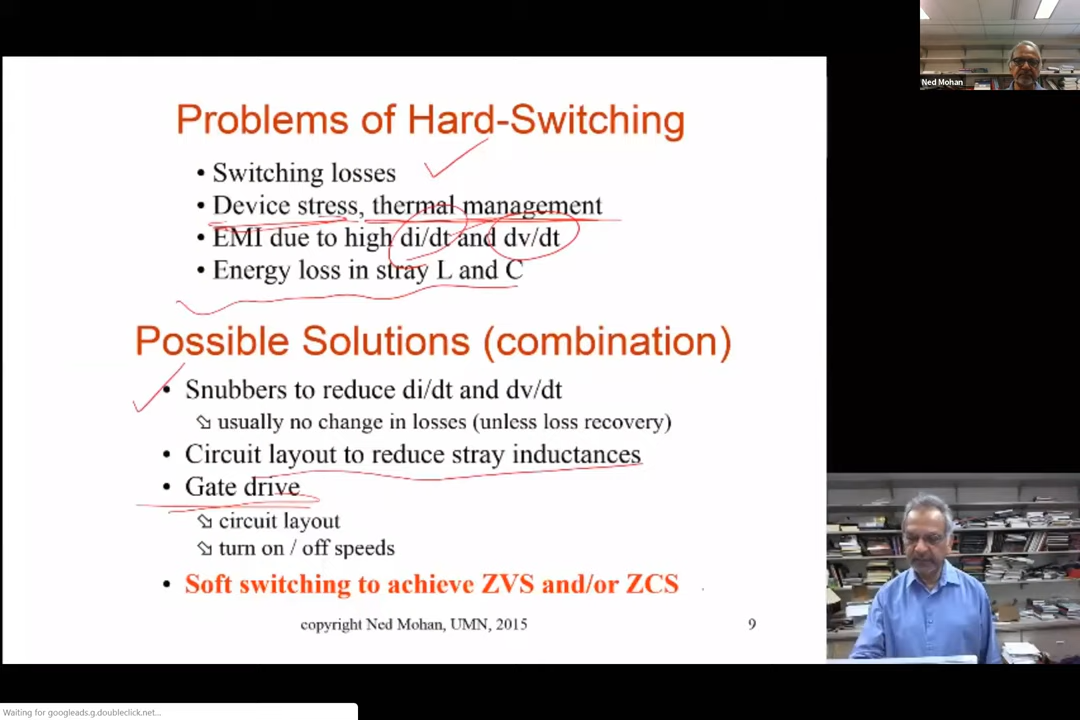 Ned Mohan
Problems of Hard-Switching
• Switching losses
• Device stress, thermal management
• EMI due to high di/dt and dv/dt
• Energy loss in stray L and C
Possible Solutions (combination)
• Snubbers to reduce di/dt and dv/dt
usually no change in losses (unless loss recovery)
• Circuit layout to reduce stray inductances
• Gate drive
circuit layout
turn on / off speeds
• Soft switching to achieve ZVS and/or ZCS
copyright Ned Mohan, UMN, 2015
9
Waiting for googleads.g.doubleclick.net...